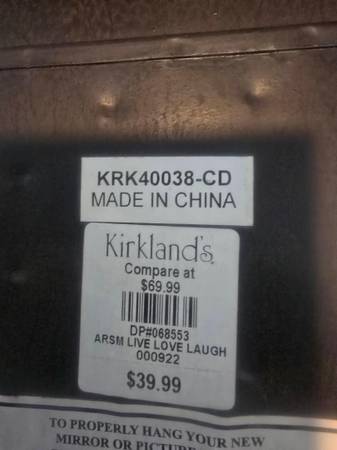 KRK40038-CD
MADE IN CHINA
Kirkland's
Compare at
$69.99
DP#068553
ARSM LIVE LOVE LAUGH
000922
$39.99
TO PROPERLY HANG YOUR NEW
MIRROR OR PICTURE